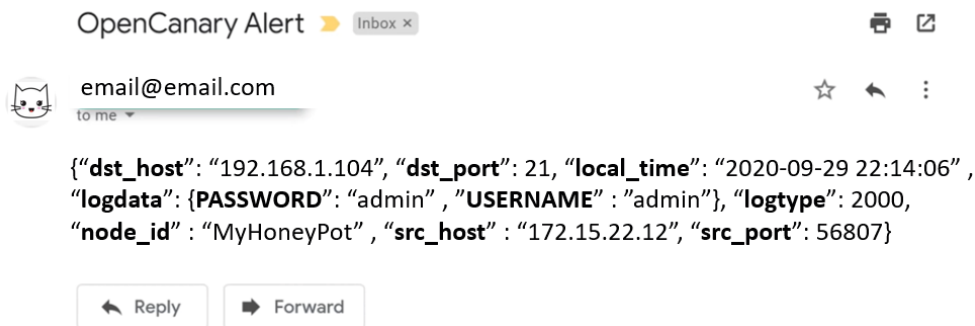 OpenCanary Alert Inbox ×
email@email.com
to me
{“dst_host”: “192.168.1.104”, “dst_port”: 21, “local_time”: “2020-09-29 22:14:06” ,
“logdata”: {PASSWORD”: “admin” , ”USERNAME” : ”admin”}, “logtype”: 2000,
“node_id” : “MyHoneyPot” , “src_host” : “172.15.22.12”, “src_port”: 56807}
Reply Forward